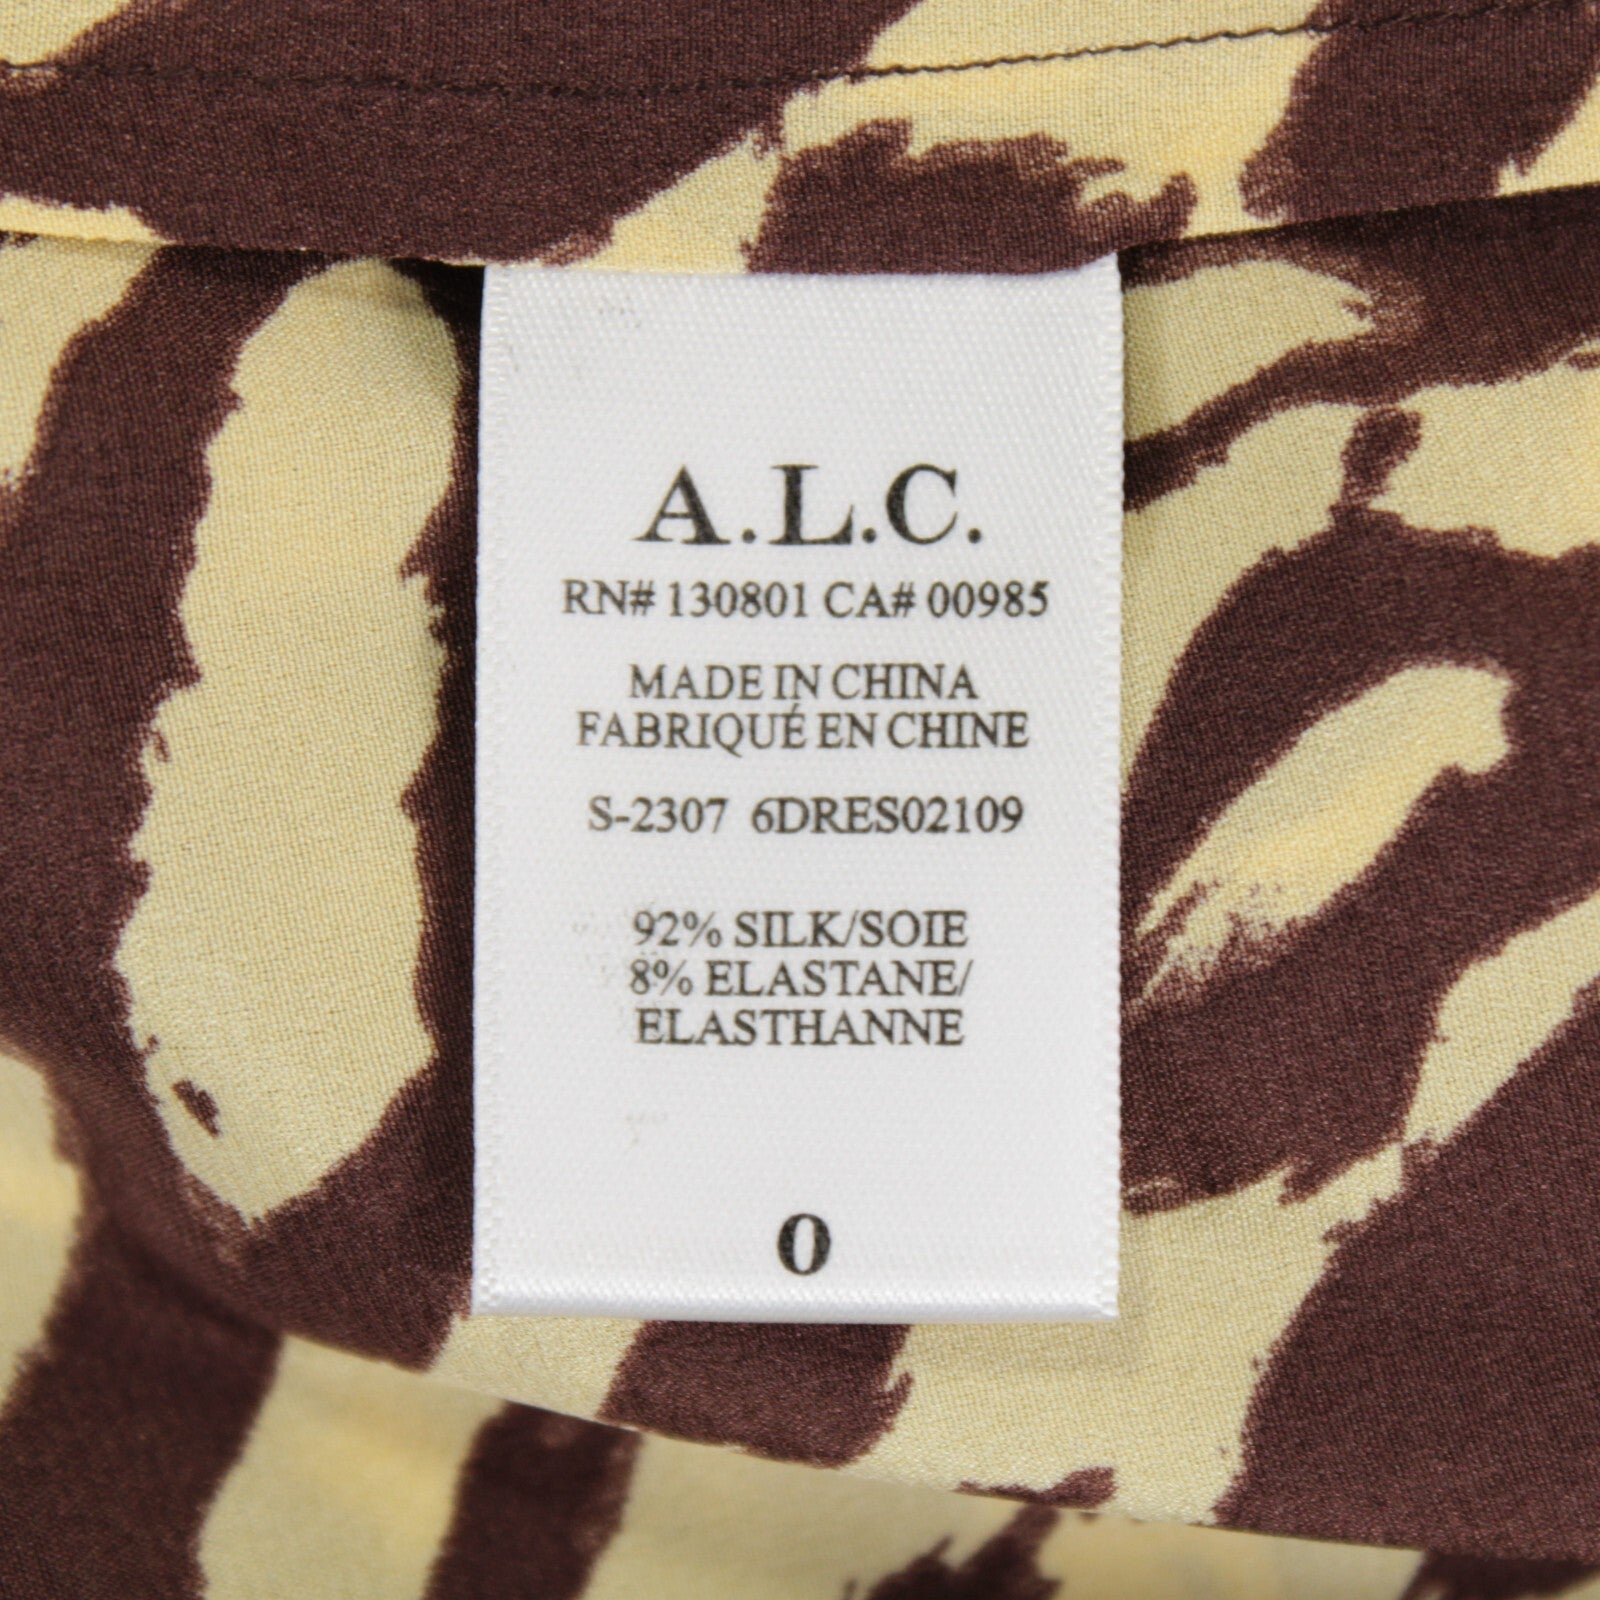 A.L.C.
RN# 130801 CA# 00985
MADE IN CHINA
FABRIQUÉ EN CHINE
S-2307 6DRES02109
92% SILK/SOIE
8% ELASTANE/
ELASTHANNE
0